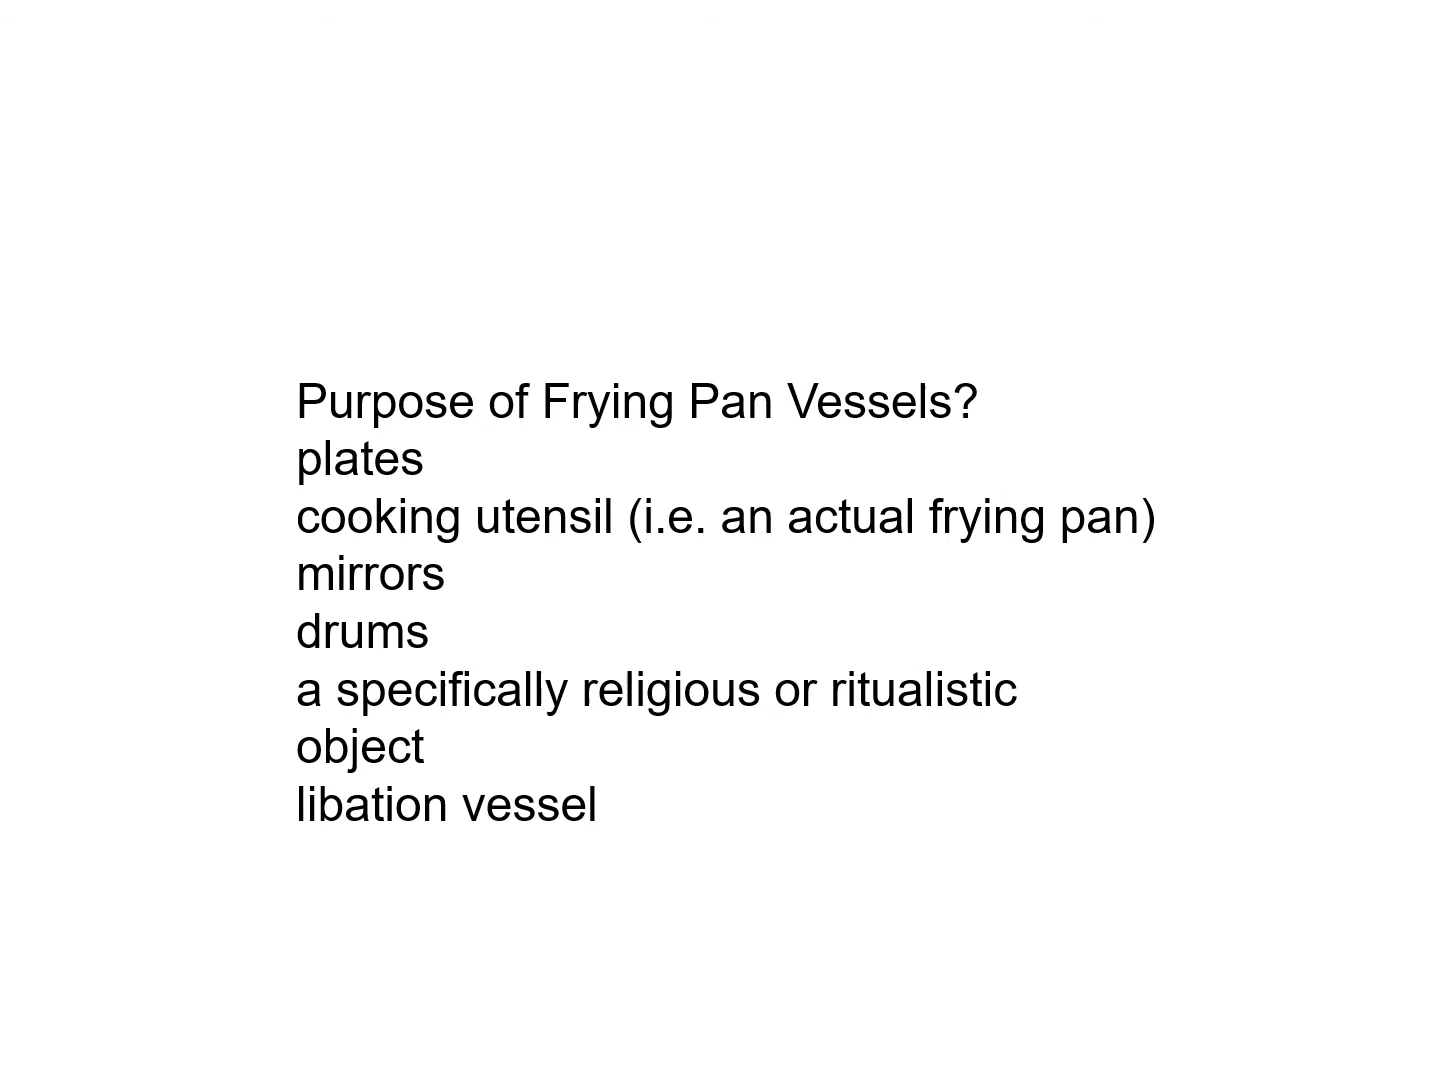 Purpose of Frying Pan Vessels?
plates
cooking utensil (i.e. an actual frying pan)
mirrors
drums
a specifically religious or ritualistic
object
libation vessel